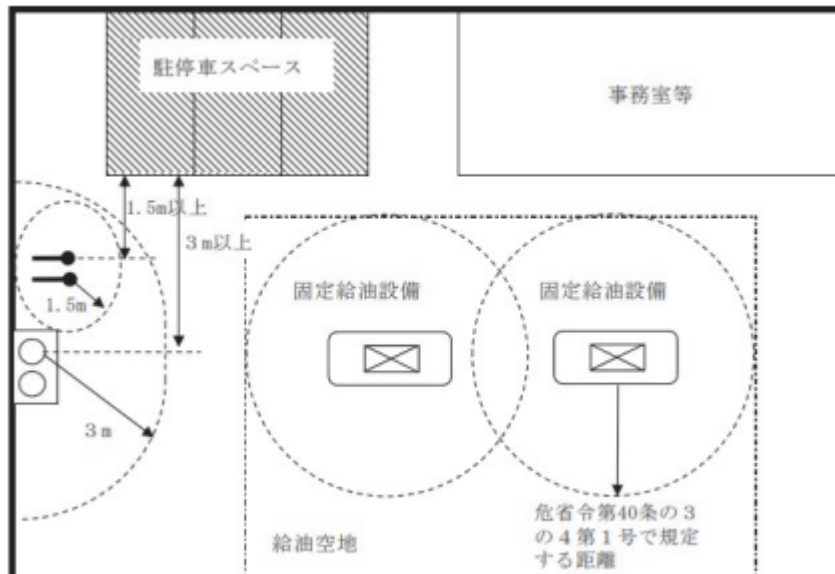 駐停車スペース
事務室等
1.5m以上
3m以上
固定給油設備
固定給油設備
1.5m
3m
給油空地
危省令第40条の3
の4第1号で規定
する距離